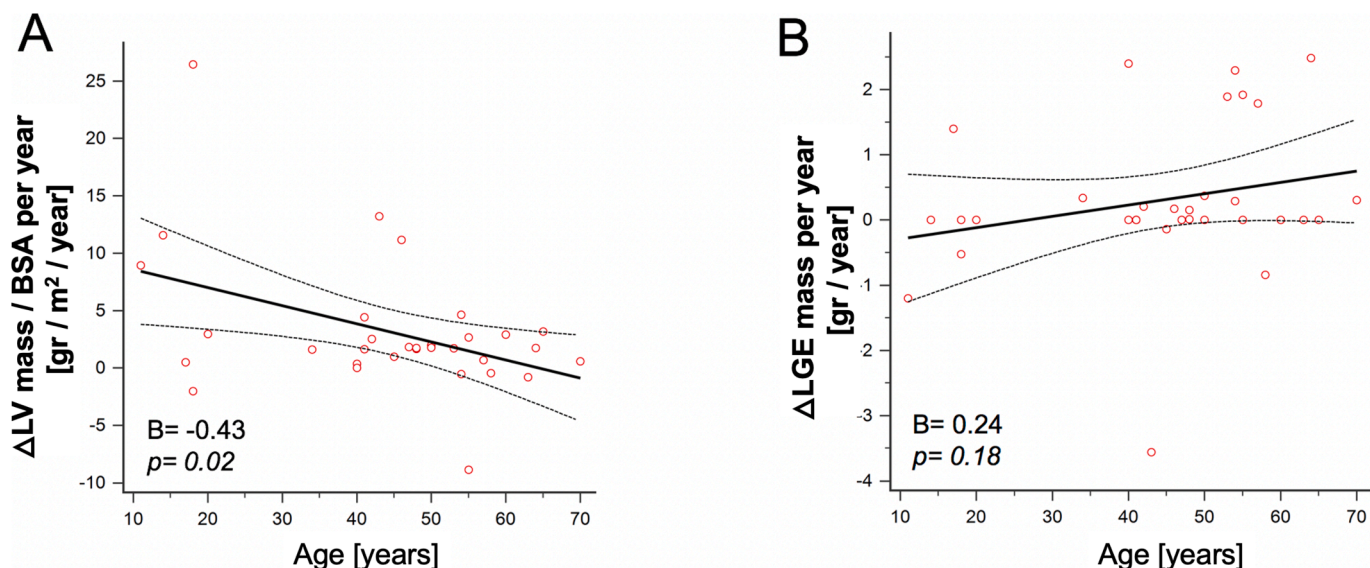 A
ΔLV mass / BSA per year
[gr / m² / year]
25
20
15
10
5
0
-5
-10
B= -0.43
p= 0.02
10 20 30 40 50 60 70
Age [years]
B
ΔLGE mass per year
[gr / year]
2
1
0
-1
-2
-3
-4
B= 0.24
p= 0.18
10 20 30 40 50 60 70
Age [years]